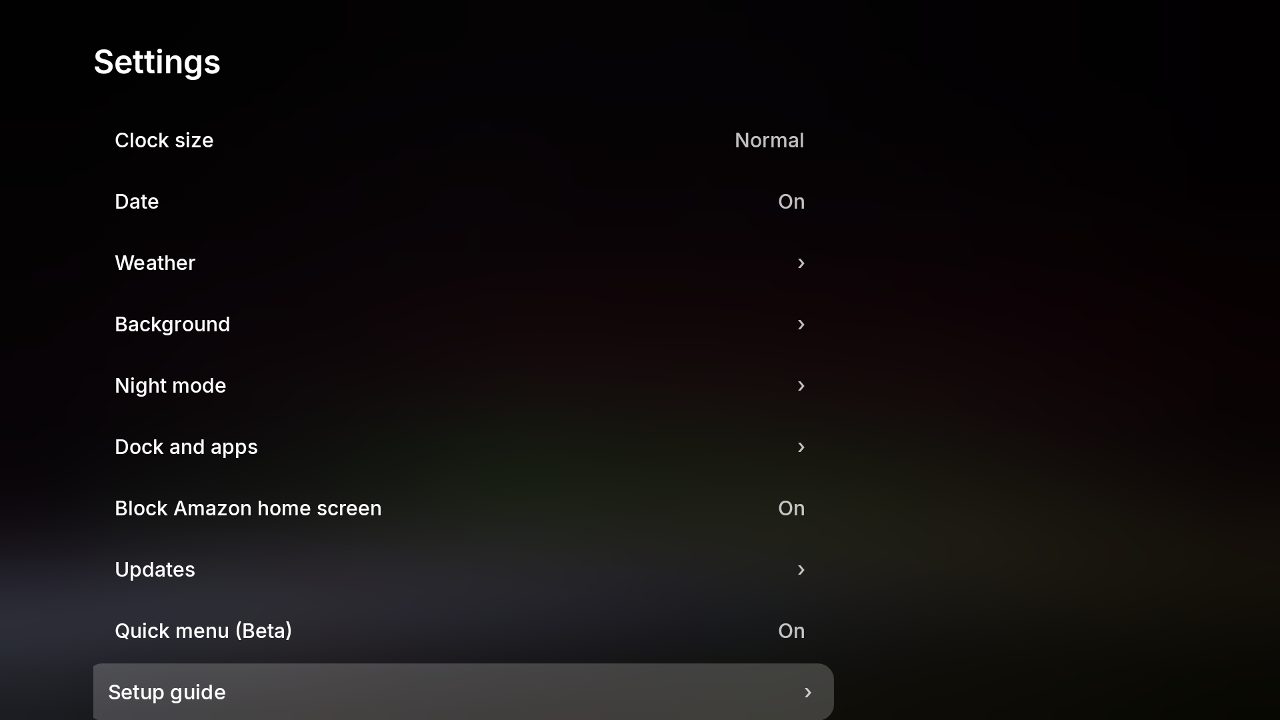 Settings
Clock size Normal
Date On
Weather ›
Background ›
Night mode ›
Dock and apps ›
Block Amazon home screen On
Updates ›
Quick menu (Beta) On
Setup guide ›